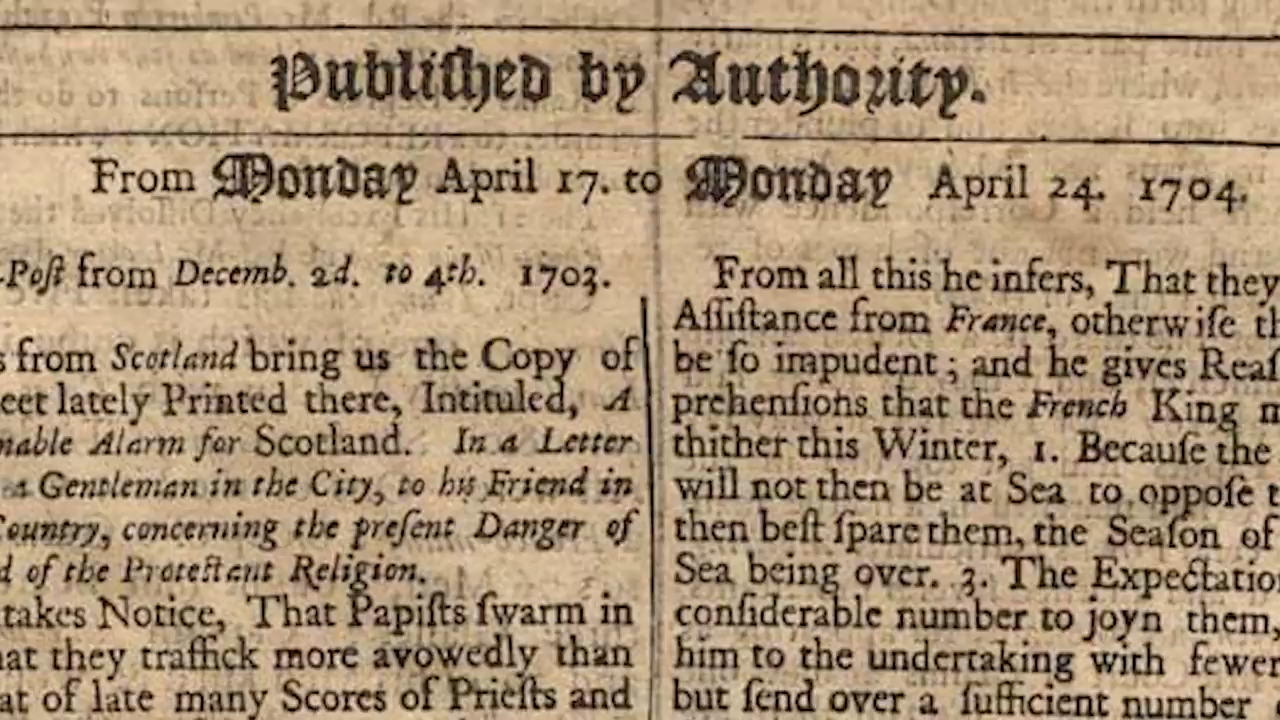 Publiſhed by Authority.
From Monday April 17. to Monday April 24. 1704.
-Poſt from Decemb. 2d. to 4th. 1703.
s from Scotland bring us the Copy of
eet lately Printed there, Intituled, A
nable Alarm for Scotland. In a Letter
a Gentleman in the City, to his Friend in
Country, concerning the preſent Danger of
d of the Proteſtant Religion.
takes Notice, That Papiſts ſwarm in
hat they traffick more avowedly than
at of late many Scores of Prieſts and
From all this he infers, That they
Aſſiſtance from France, otherwiſe th
be ſo impudent; and he gives Reaſ
prehenſions that the French King m
thither this Winter, 1. Becauſe the
will not then be at Sea to oppoſe t
then beſt ſpare them, the Seaſon of
Sea being over. 3. The Expectatio
conſiderable number to joyn them,
him to the undertaking with fewer
but ſend over a ſufficient number